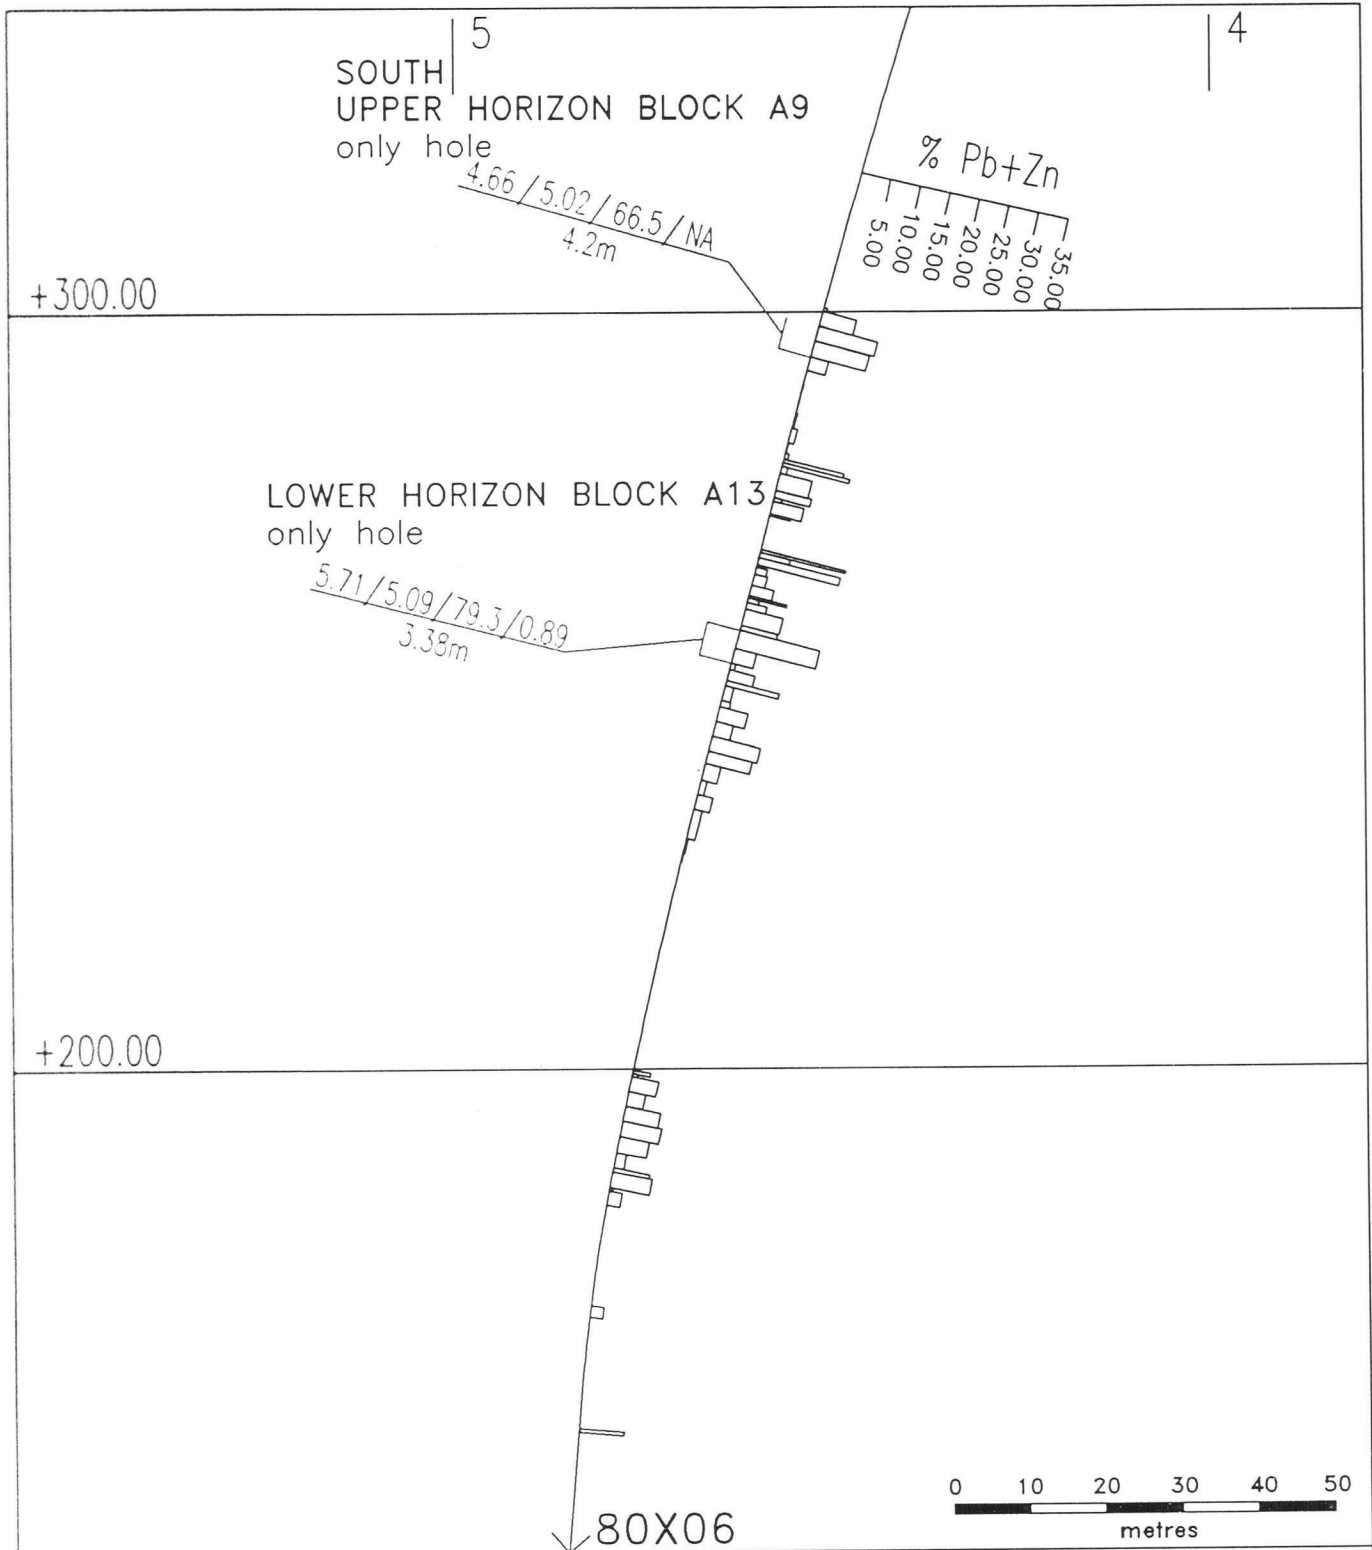 5
4
SOUTH
UPPER HORIZON BLOCK A9
only hole
4.66/5.02/66.5/NA
4.2m
% Pb+Zn
5.00
10.00
15.00
20.00
25.00
30.00
35.00
+300.00
LOWER HORIZON BLOCK A13
only hole
5.71/5.09/79.3/0.89
3.38m
+200.00
80X06
0 10 20 30 40 50
metres